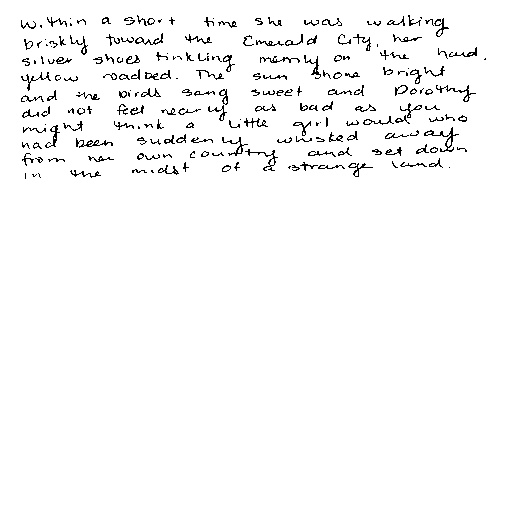 Within a short time she was walking
briskly toward the Emerald City, her
silver shoes tinkling merrily on the hard,
yellow roadbed. The sun shone bright
and the birds sang sweet and Dorothy
did not feel nearly as bad as you
might think a little girl would who
had been suddenly whisked away
from her own country and set down
in the midst of a strange land.